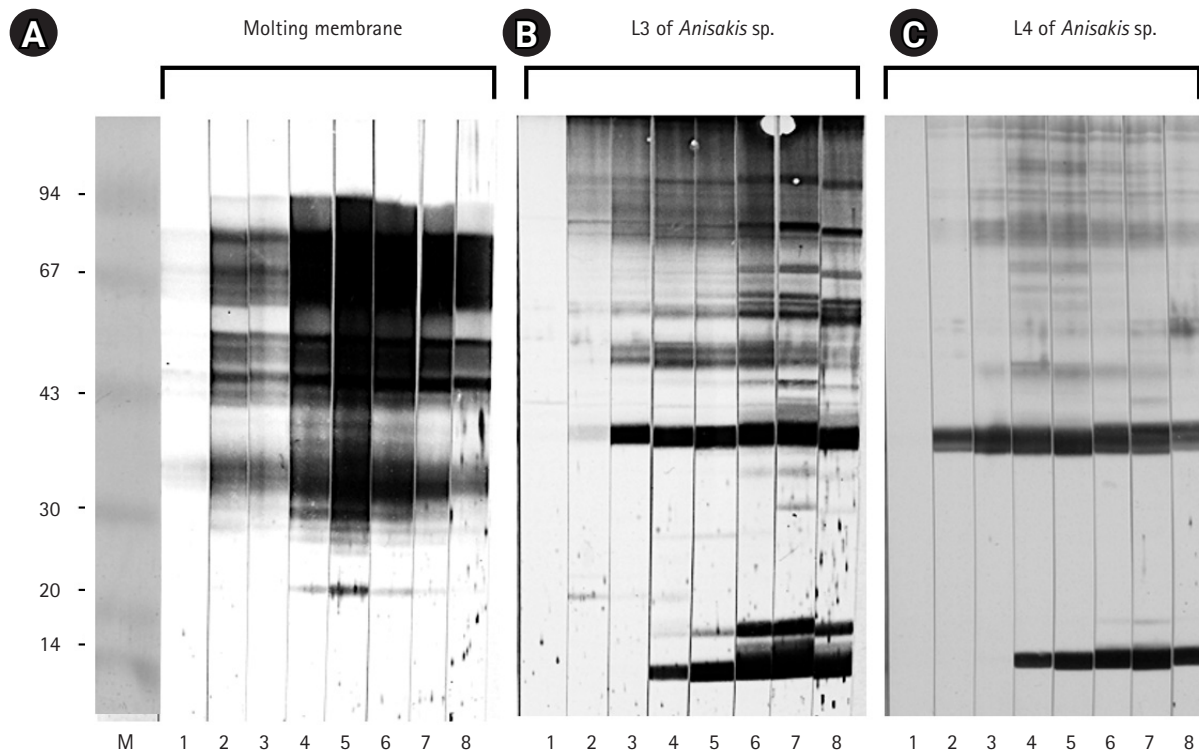 A Molting membrane
B L3 of Anisakis sp.
C L4 of Anisakis sp.
94 -
67 -
43 -
30 -
20 -
14 -
M 1 2 3 4 5 6 7 8 1 2 3 4 5 6 7 8 1 2 3 4 5 6 7 8